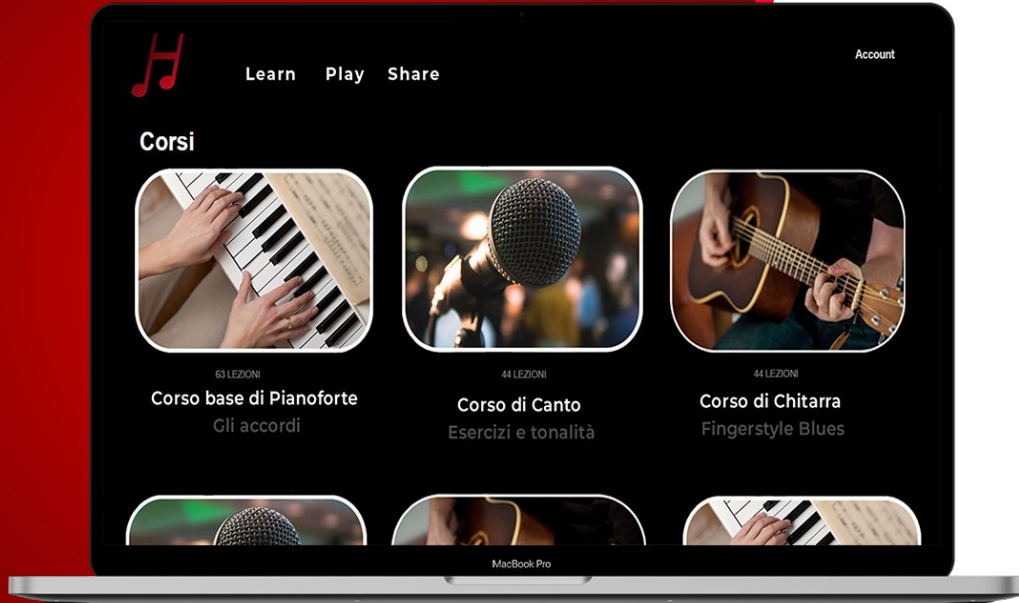 Account
Learn Play Share
Corsi
63 LEZIONI
Corso base di Pianoforte
Gli accordi
44 LEZIONI
Corso di Canto
Esercizi e tonalità
44 LEZIONI
Corso di Chitarra
Fingerstyle Blues
MacBook Pro